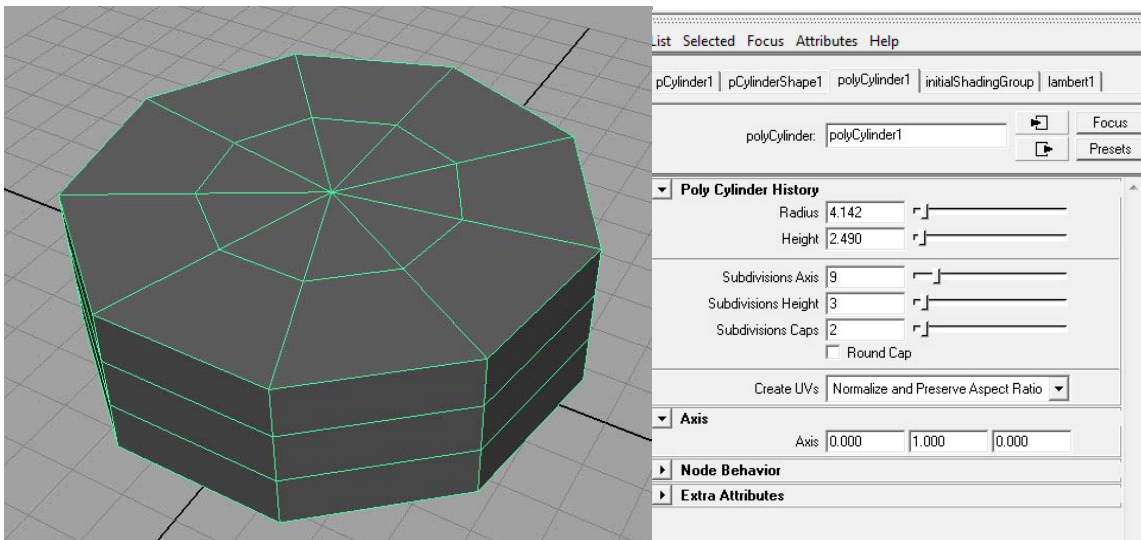 List Selected Focus Attributes Help
pCylinder1 pCylinderShape1 polyCylinder1 initialShadingGroup lambert1
polyCylinder: polyCylinder1 Focus
Presets
Poly Cylinder History
Radius 4.142
Height 2.490
Subdivisions Axis 9
Subdivisions Height 3
Subdivisions Caps 2
Round Cap
Create UVs Normalize and Preserve Aspect Ratio
Axis
Axis 0.000 1.000 0.000
Node Behavior
Extra Attributes